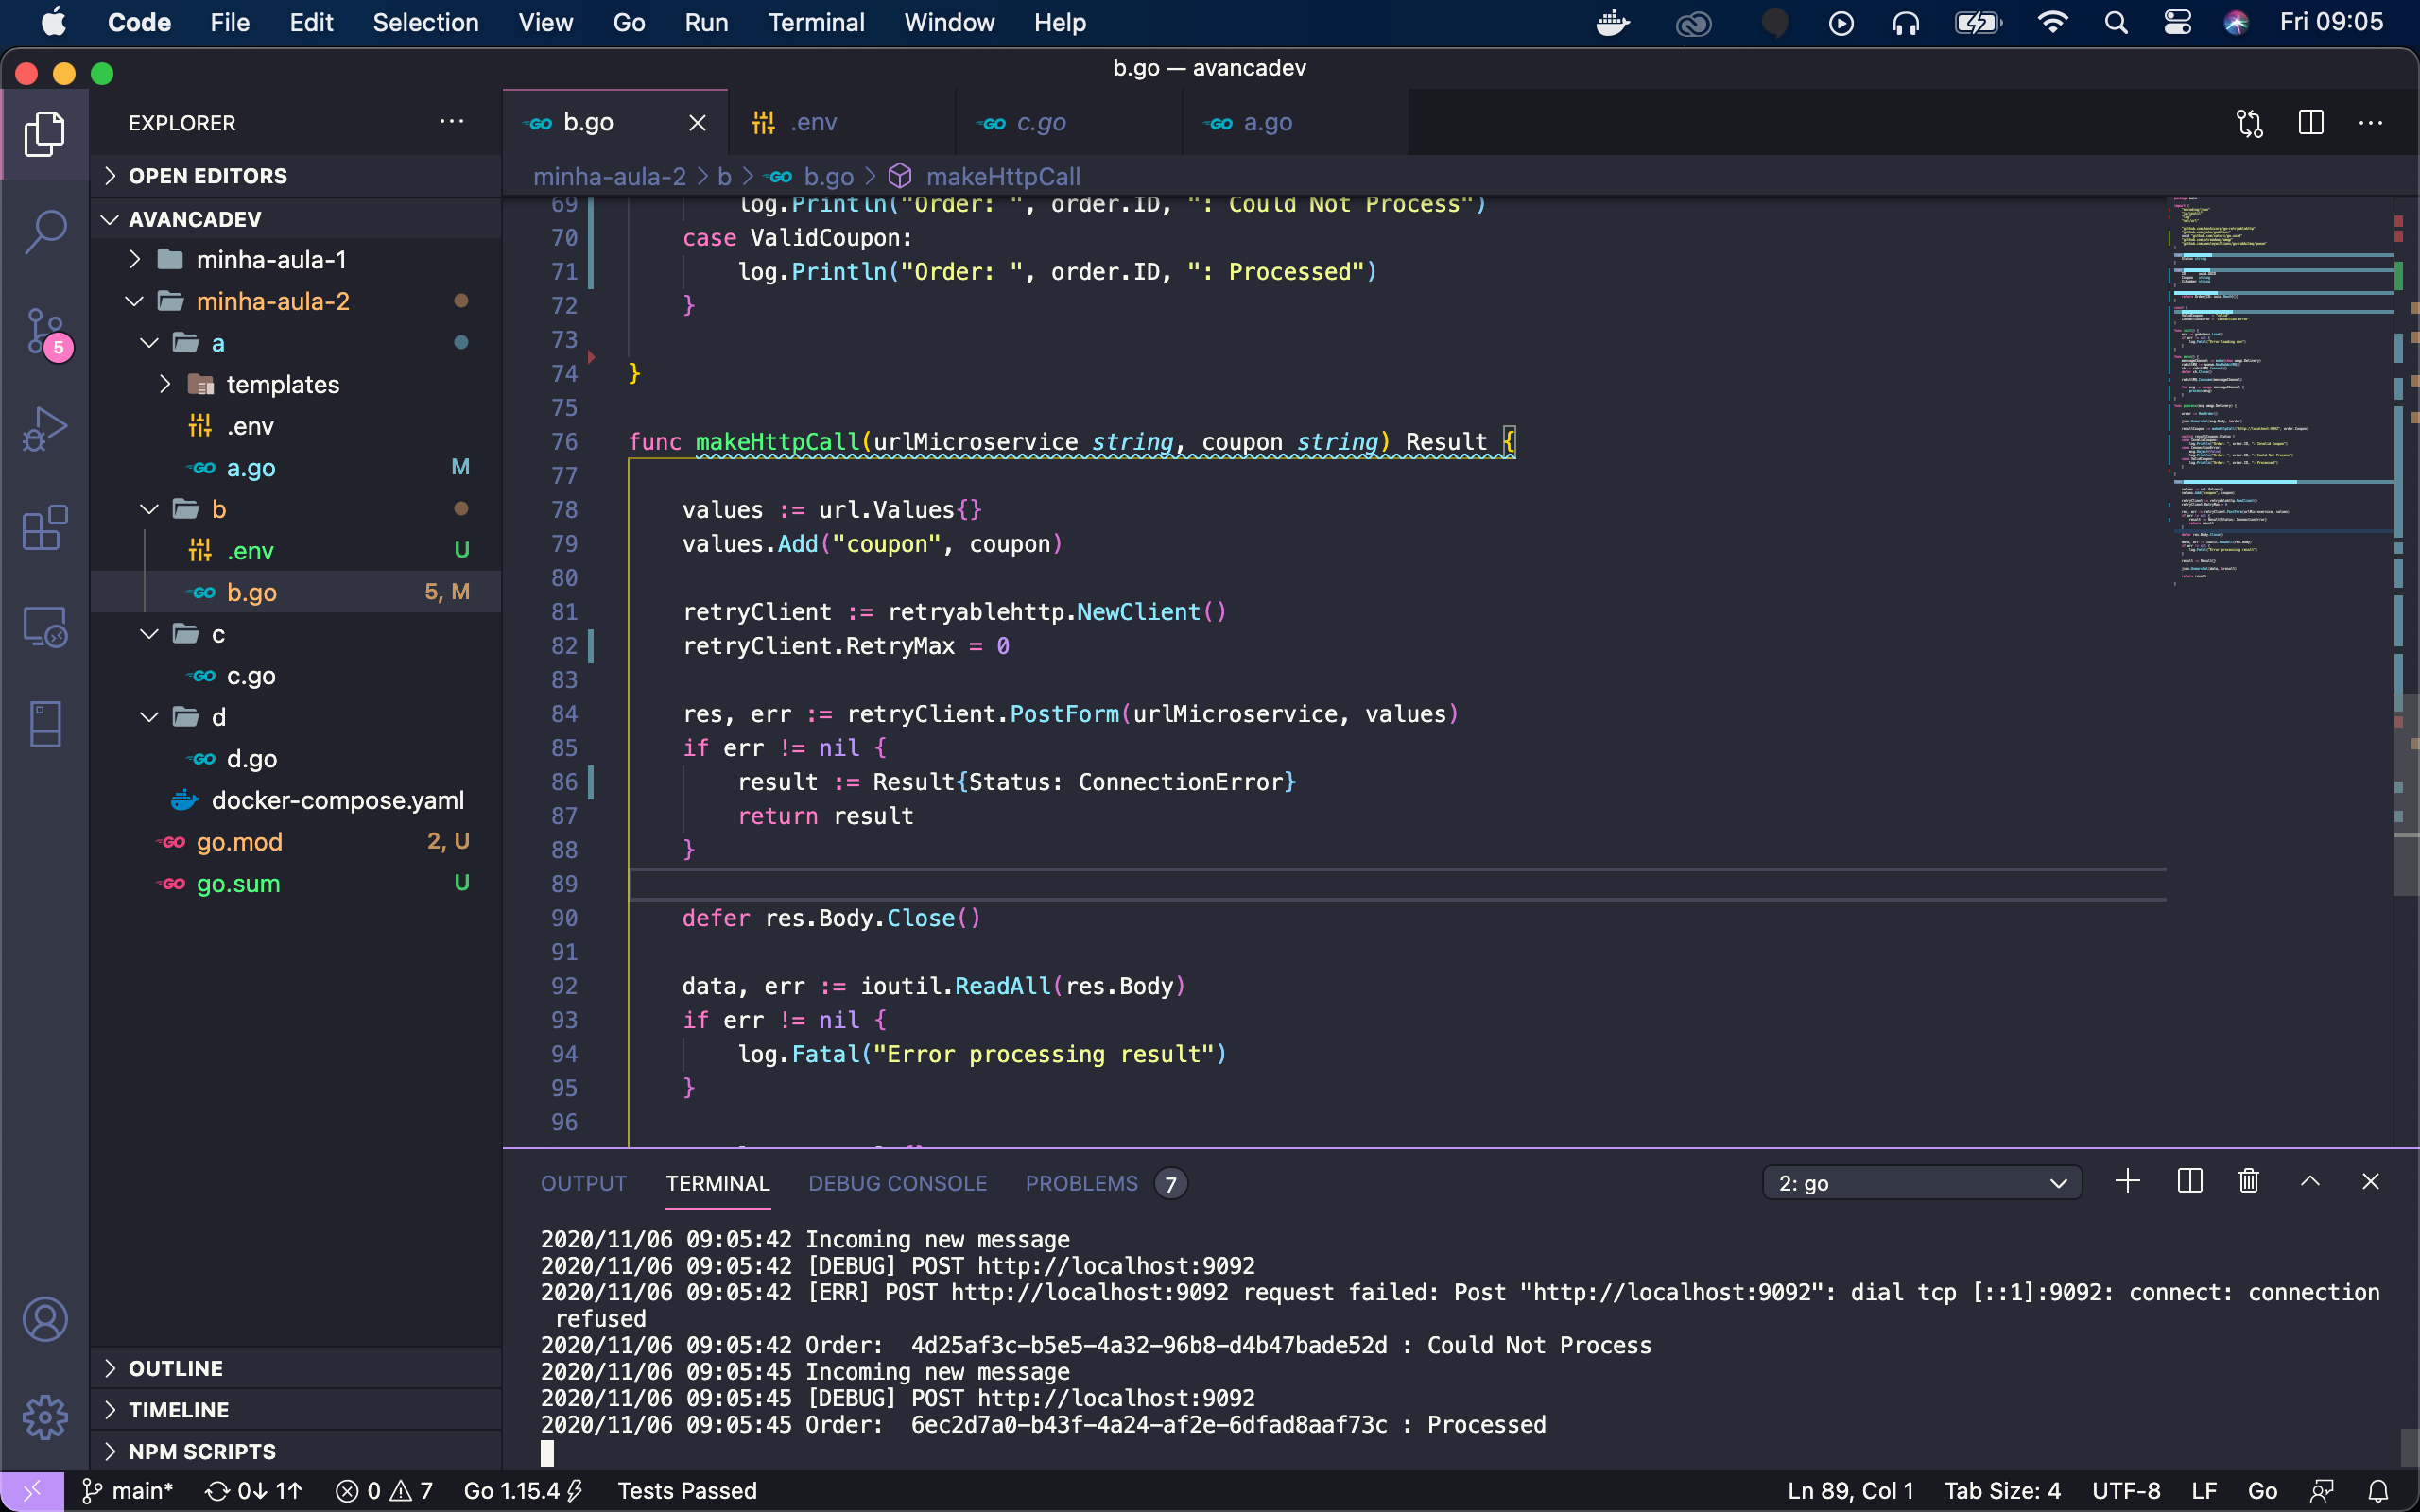 Code File Edit Selection View Go Run Terminal Window Help Fri 09:05
b.go — avancadev
EXPLORER
OPEN EDITORS
AVANCADEV
minha-aula-1
minha-aula-2
a
templates
.env
a.go M
b
.env U
b.go 5, M
c
c.go
d
d.go
docker-compose.yaml
go.mod 2, U
go.sum U
OUTLINE
TIMELINE
NPM SCRIPTS
5
b.go .env c.go a.go
minha-aula-2 > b > b.go > makeHttpCall
69 log.Println("Order: ", order.ID, ": Could Not Process")
70 case ValidCoupon:
71 log.Println("Order: ", order.ID, ": Processed")
72 }
73
74 }
75
76 func makeHttpCall(urlMicroservice string, coupon string) Result {
77
78 values := url.Values{}
79 values.Add("coupon", coupon)
80
81 retryClient := retryablehttp.NewClient()
82 retryClient.RetryMax = 0
83
84 res, err := retryClient.PostForm(urlMicroservice, values)
85 if err != nil {
86 result := Result{Status: ConnectionError}
87 return result
88 }
89
90 defer res.Body.Close()
91
92 data, err := ioutil.ReadAll(res.Body)
93 if err != nil {
94 log.Fatal("Error processing result")
95 }
96
OUTPUT TERMINAL DEBUG CONSOLE PROBLEMS 7 2: go
2020/11/06 09:05:42 Incoming new message
2020/11/06 09:05:42 [DEBUG] POST http://localhost:9092
2020/11/06 09:05:42 [ERR] POST http://localhost:9092 request failed: Post "http://localhost:9092": dial tcp [::1]:9092: connect: connection
refused
2020/11/06 09:05:42 Order:  4d25af3c-b5e5-4a32-96b8-d4b47bade52d : Could Not Process
2020/11/06 09:05:45 Incoming new message
2020/11/06 09:05:45 [DEBUG] POST http://localhost:9092
2020/11/06 09:05:45 Order:  6ec2d7a0-b43f-4a24-af2e-6dfad8aaf73c : Processed
main* 0↓ 1↑ 0 7 Go 1.15.4 Tests Passed Ln 89, Col 1 Tab Size: 4 UTF-8 LF Go